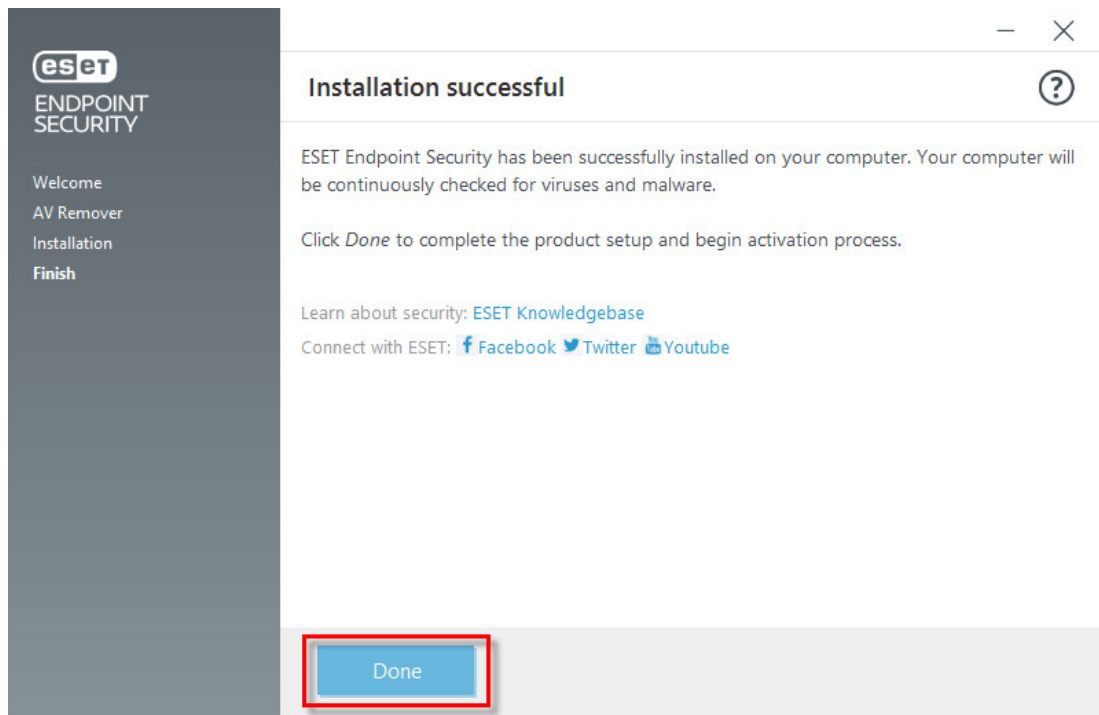 eset
ENDPOINT
SECURITY
Welcome
AV Remover
Installation
Finish
Installation successful
?
ESET Endpoint Security has been successfully installed on your computer. Your computer will
be continuously checked for viruses and malware.
Click Done to complete the product setup and begin activation process.
Learn about security: ESET Knowledgebase
Connect with ESET: f Facebook Twitter Youtube
Done